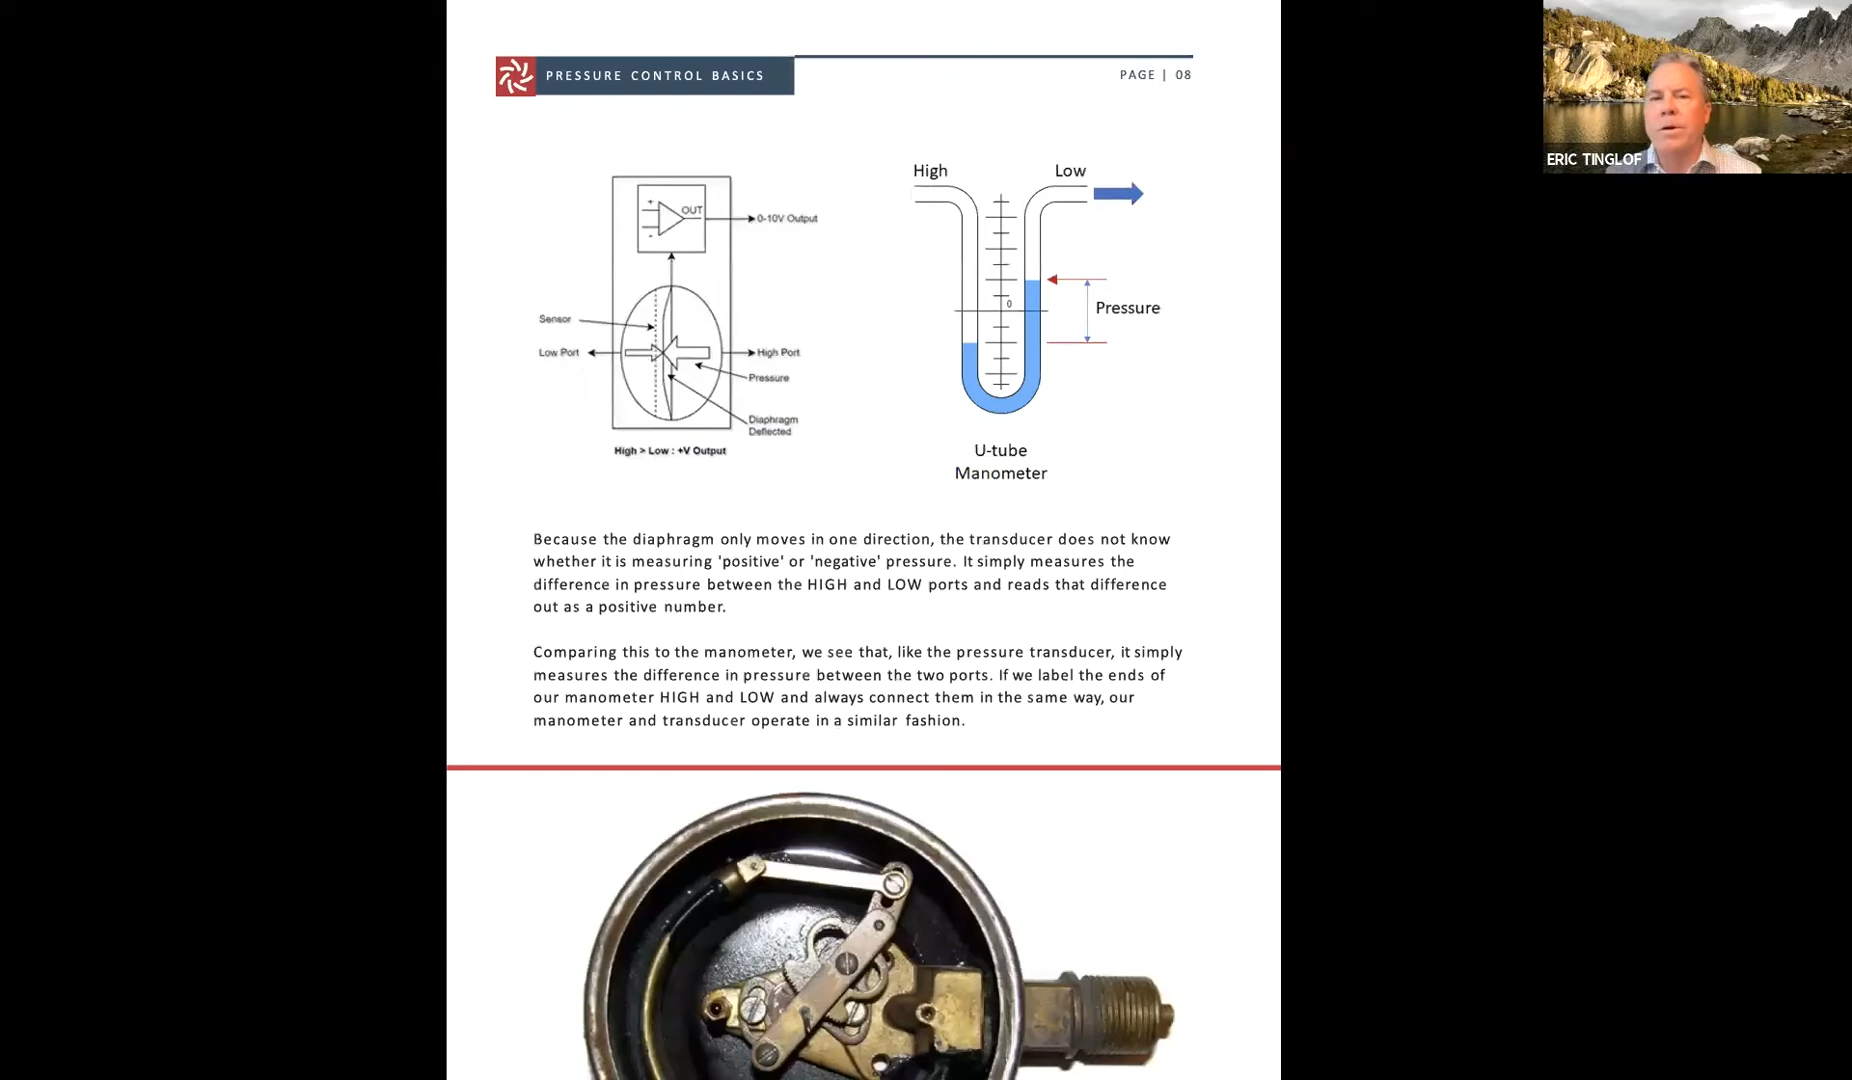 PRESSURE CONTROL BASICS
PAGE | 08
ERIC TINGLOF
+
OUT
-
0-10V Output
Sensor
Low Port
High Port
Pressure
Diaphragm
Deflected
High > Low : +V Output
High
Low
0
Pressure
U-tube
Manometer
Because the diaphragm only moves in one direction, the transducer does not know
whether it is measuring 'positive' or 'negative' pressure. It simply measures the
difference in pressure between the HIGH and LOW ports and reads that difference
out as a positive number.
Comparing this to the manometer, we see that, like the pressure transducer, it simply
measures the difference in pressure between the two ports. If we label the ends of
our manometer HIGH and LOW and always connect them in the same way, our
manometer and transducer operate in a similar fashion.